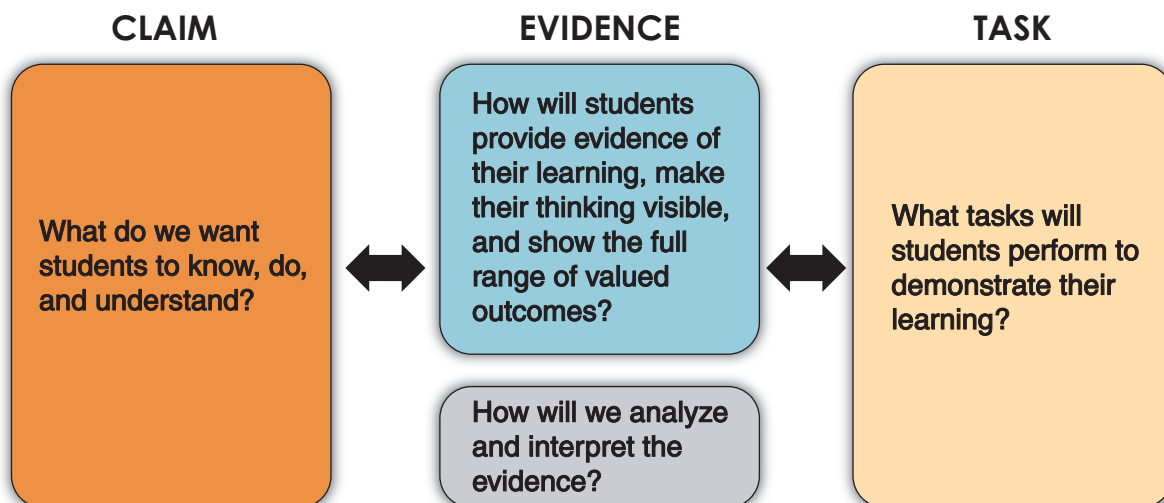 CLAIM
What do we want
students to know, do,
and understand?
EVIDENCE
How will students
provide evidence of
their learning, make
their thinking visible,
and show the full
range of valued
outcomes?
How will we analyze
and interpret the
evidence?
TASK
What tasks will
students perform to
demonstrate their
learning?